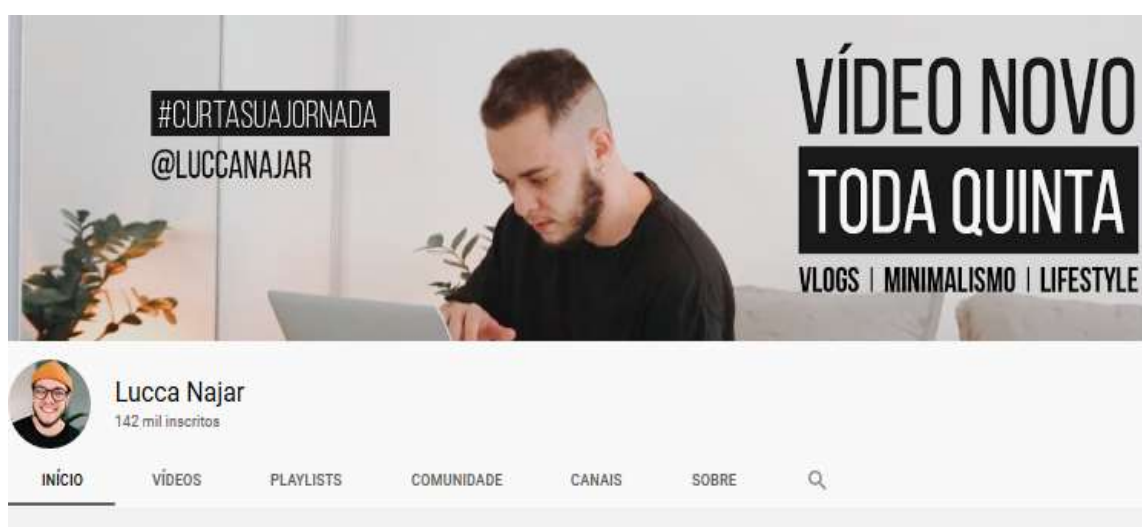 #CURTASUAJORNADA
@LUCCANAJAR
VÍDEO NOVO
TODA QUINTA
VLOGS | MINIMALISMO | LIFESTYLE
Lucca Najar
142 mil inscritos
INÍCIO VÍDEOS PLAYLISTS COMUNIDADE CANAIS SOBRE